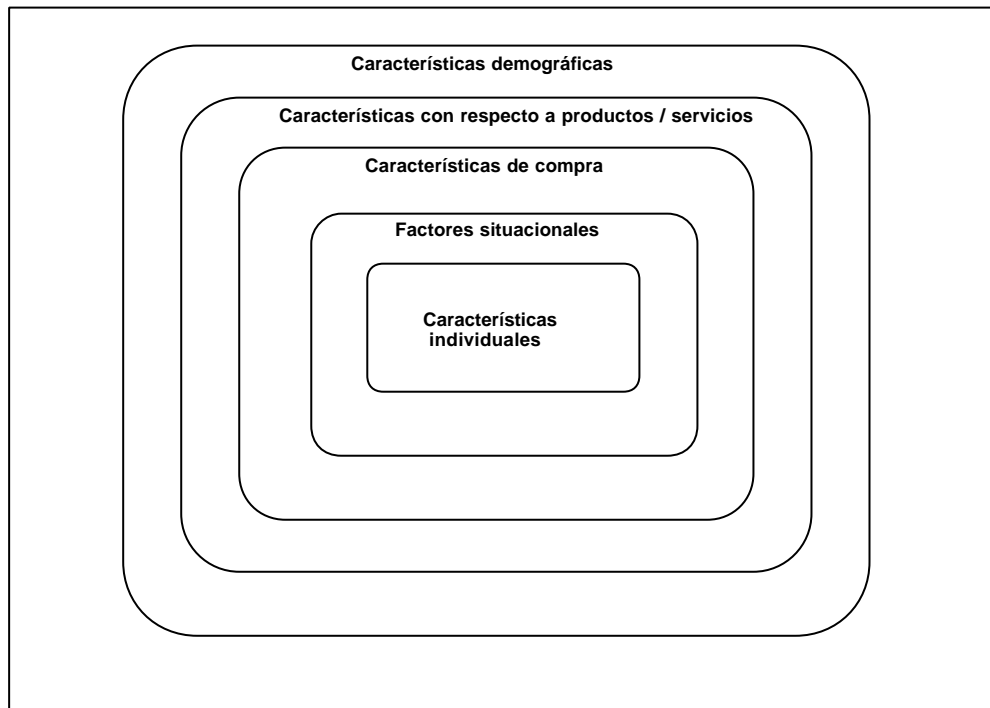 Características demográficas
Características con respecto a productos / servicios
Características de compra
Factores situacionales
Características
individuales